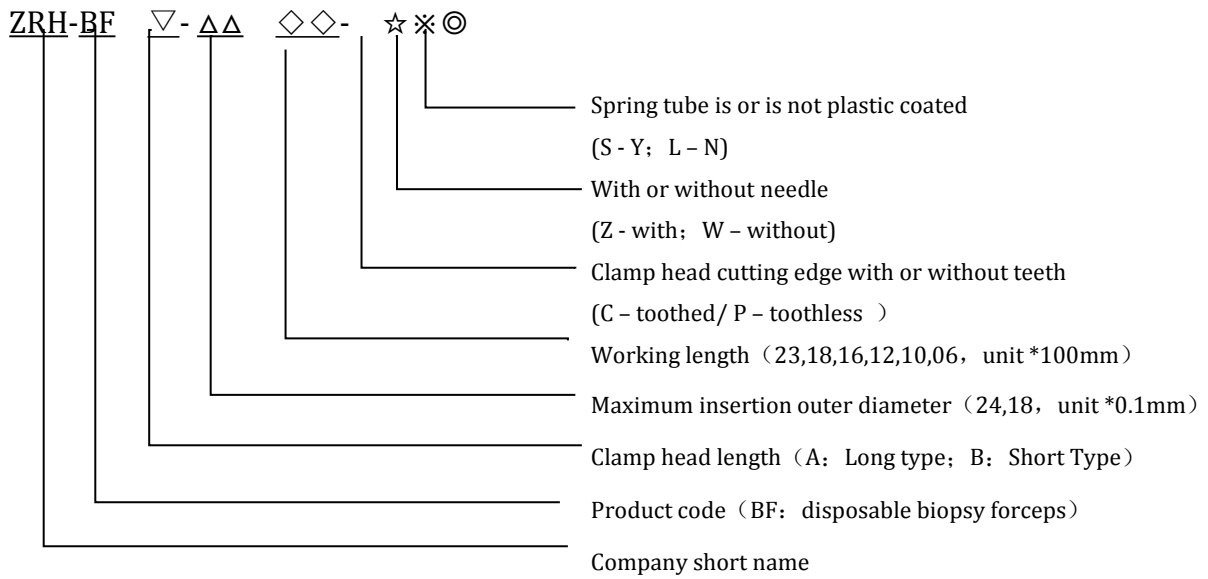 ZRH-BF ▽-△△ ◇◇- ☆※◎
Spring tube is or is not plastic coated
(S - Y；L – N)
With or without needle
(Z - with；W – without)
Clamp head cutting edge with or without teeth
(C – toothed/ P – toothless ）
Working length（23,18,16,12,10,06，unit *100mm）
Maximum insertion outer diameter（24,18，unit *0.1mm）
Clamp head length（A：Long type；B：Short Type）
Product code（BF：disposable biopsy forceps）
Company short name